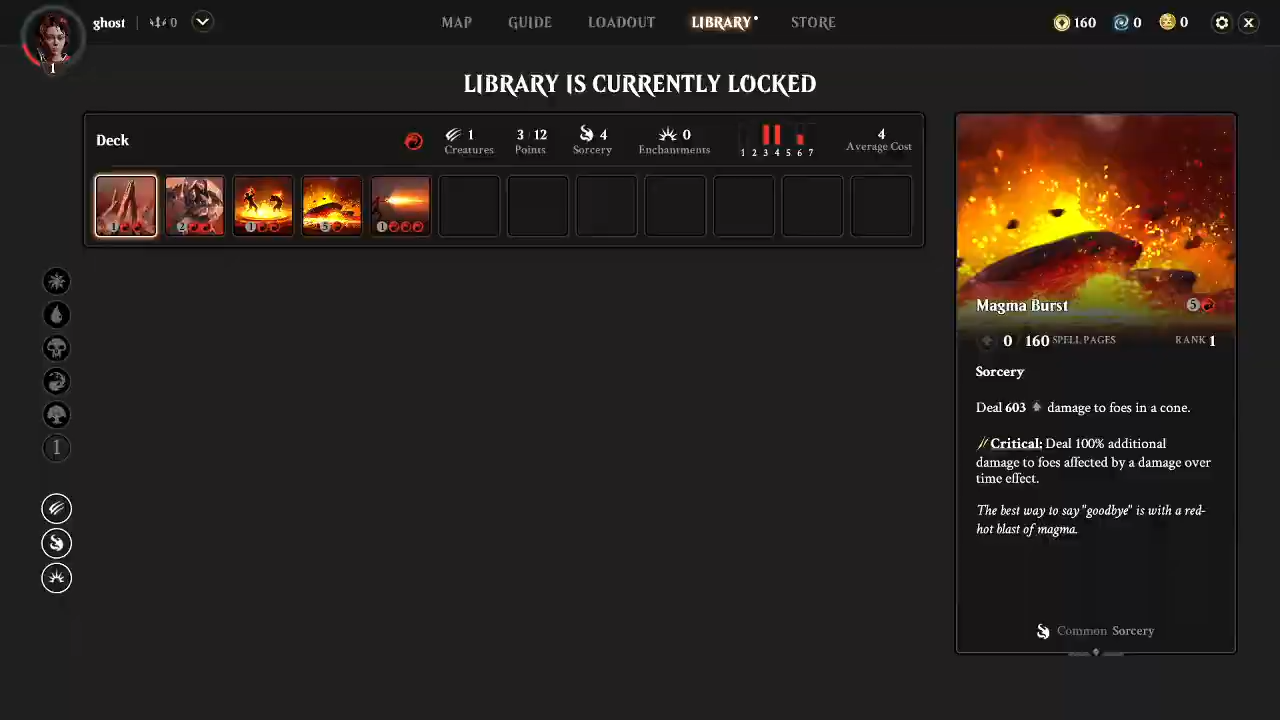 ghost
0
MAP
GUIDE
LOADOUT
LIBRARY
STORE
160
0
0
1
LIBRARY IS CURRENTLY LOCKED
Deck
1
Creatures
3 / 12
Points
4
Sorcery
0
Enchantments
1 2 3 4 5 6 7
4
Average Cost
1
2
1
5
1
1
Magma Burst
5
0 / 160 SPELL PAGES
RANK 1
Sorcery
Deal 603 damage to foes in a cone.
Critical: Deal 100% additional
damage to foes affected by a damage over
time effect.
The best way to say "goodbye" is with a red-
hot blast of magma.
Common Sorcery